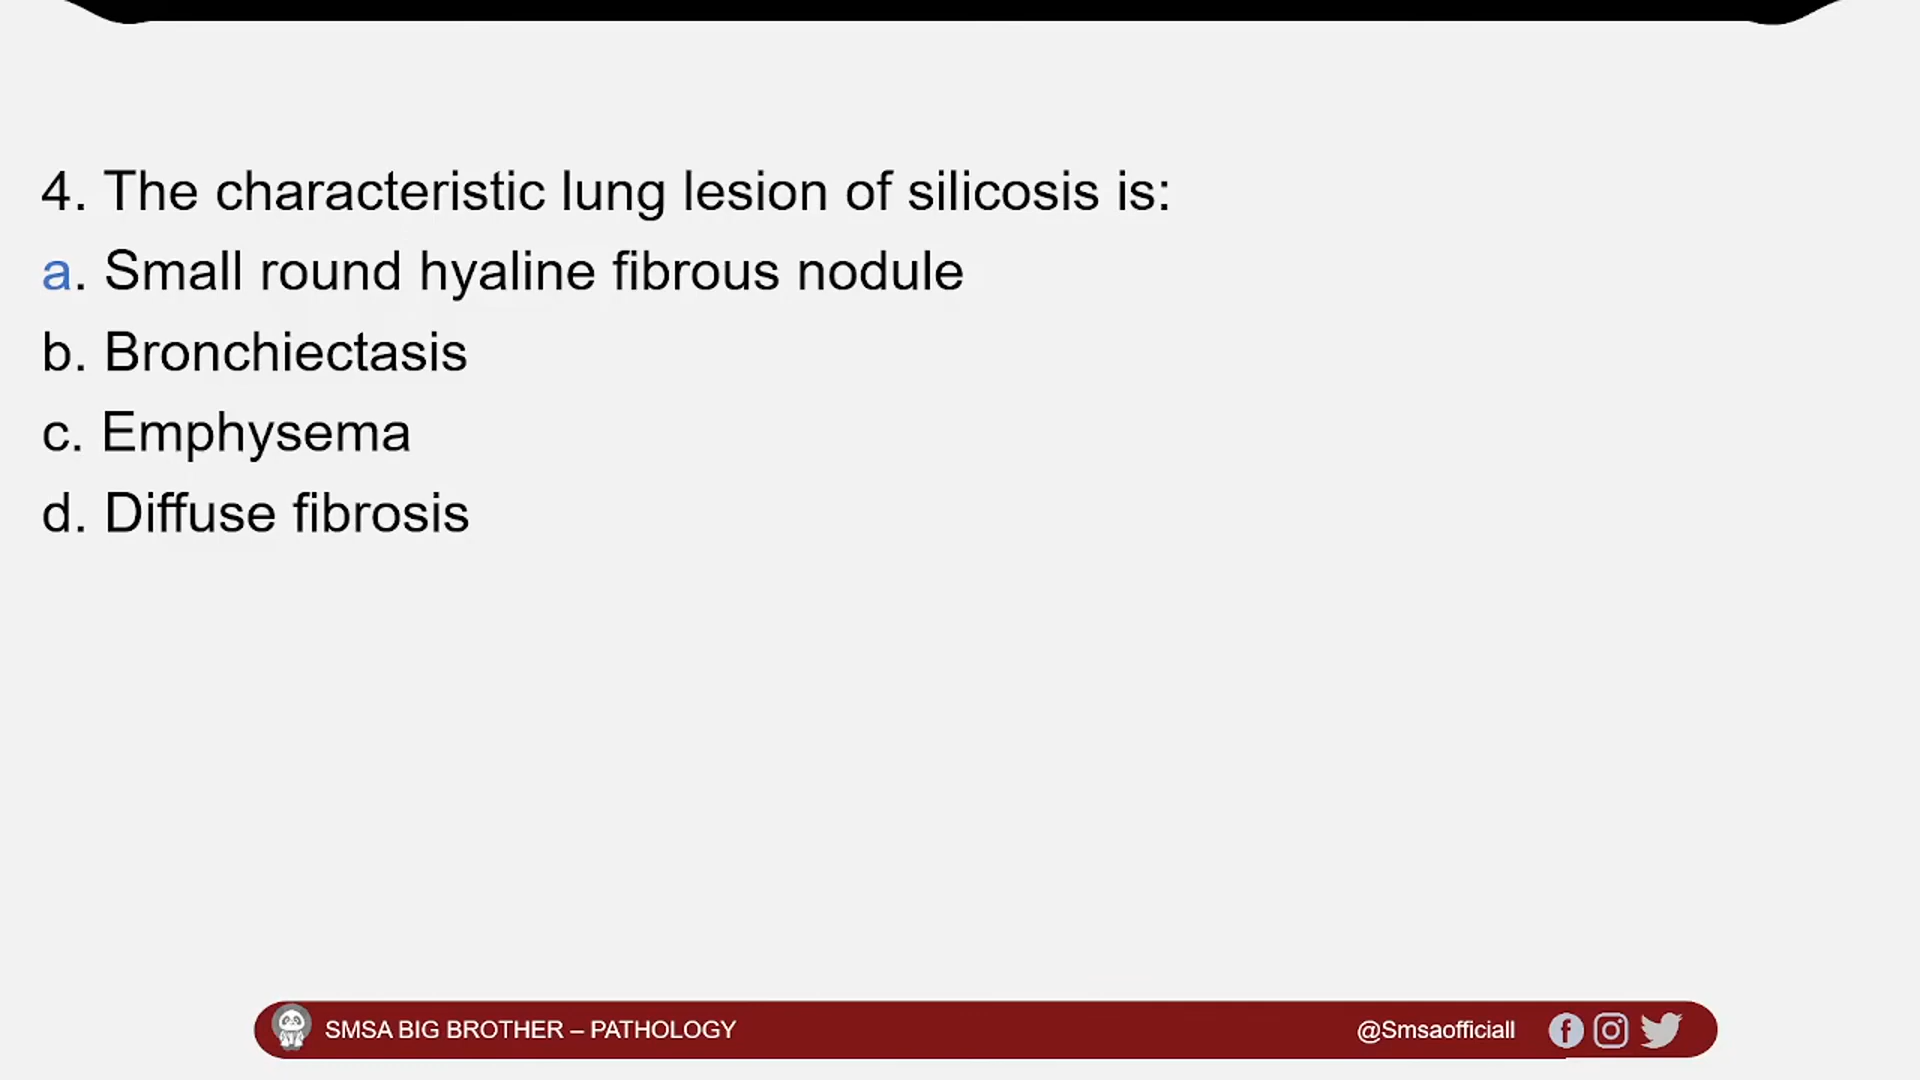 4. The characteristic lung lesion of silicosis is:
a. Small round hyaline fibrous nodule
b. Bronchiectasis
c. Emphysema
d. Diffuse fibrosis
SMSA BIG BROTHER – PATHOLOGY
@Smsaofficiall